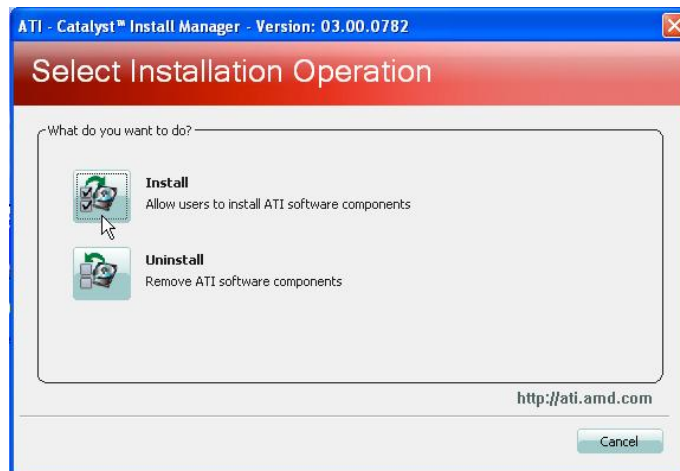 ATI - Catalyst™ Install Manager - Version: 03.00.0782
Select Installation Operation
What do you want to do?
Install
Allow users to install ATI software components
Uninstall
Remove ATI software components
http://ati.amd.com
Cancel